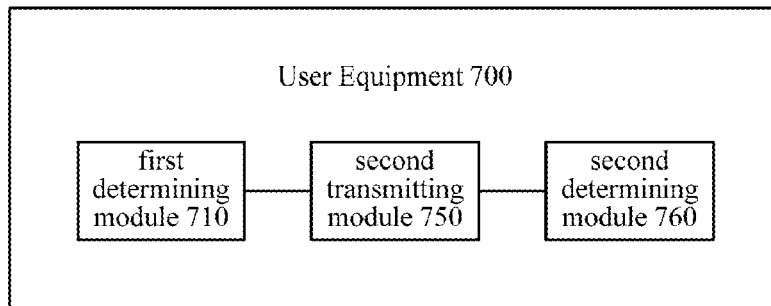 User Equipment 700
first
determining
module 710
second
transmitting
module 750
second
determining
module 760